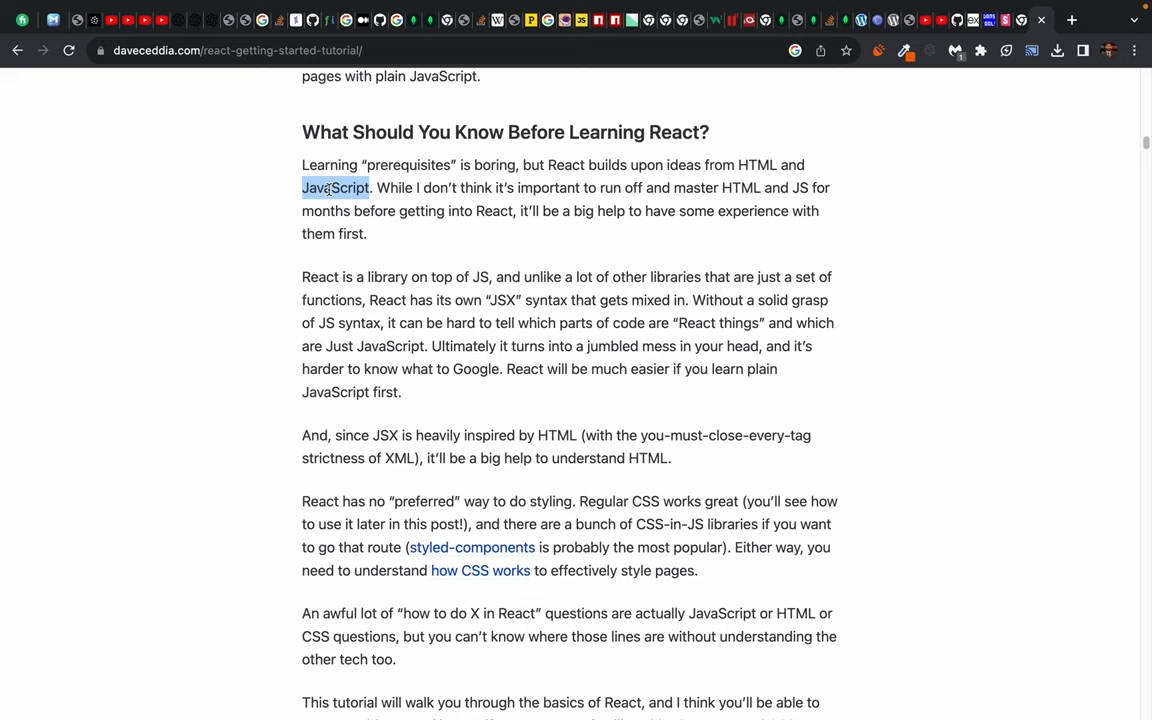 daveceddia.com/react-getting-started-tutorial/
pages with plain JavaScript.
What Should You Know Before Learning React?
Learning “prerequisites” is boring, but React builds upon ideas from HTML and
JavaScript. While I don’t think it’s important to run off and master HTML and JS for
months before getting into React, it’ll be a big help to have some experience with
them first.
React is a library on top of JS, and unlike a lot of other libraries that are just a set of
functions, React has its own “JSX” syntax that gets mixed in. Without a solid grasp
of JS syntax, it can be hard to tell which parts of code are “React things” and which
are Just JavaScript. Ultimately it turns into a jumbled mess in your head, and it’s
harder to know what to Google. React will be much easier if you learn plain
JavaScript first.
And, since JSX is heavily inspired by HTML (with the you-must-close-every-tag
strictness of XML), it’ll be a big help to understand HTML.
React has no “preferred” way to do styling. Regular CSS works great (you’ll see how
to use it later in this post!), and there are a bunch of CSS-in-JS libraries if you want
to go that route (styled-components is probably the most popular). Either way, you
need to understand how CSS works to effectively style pages.
An awful lot of “how to do X in React” questions are actually JavaScript or HTML or
CSS questions, but you can’t know where those lines are without understanding the
other tech too.
This tutorial will walk you through the basics of React, and I think you’ll be able to